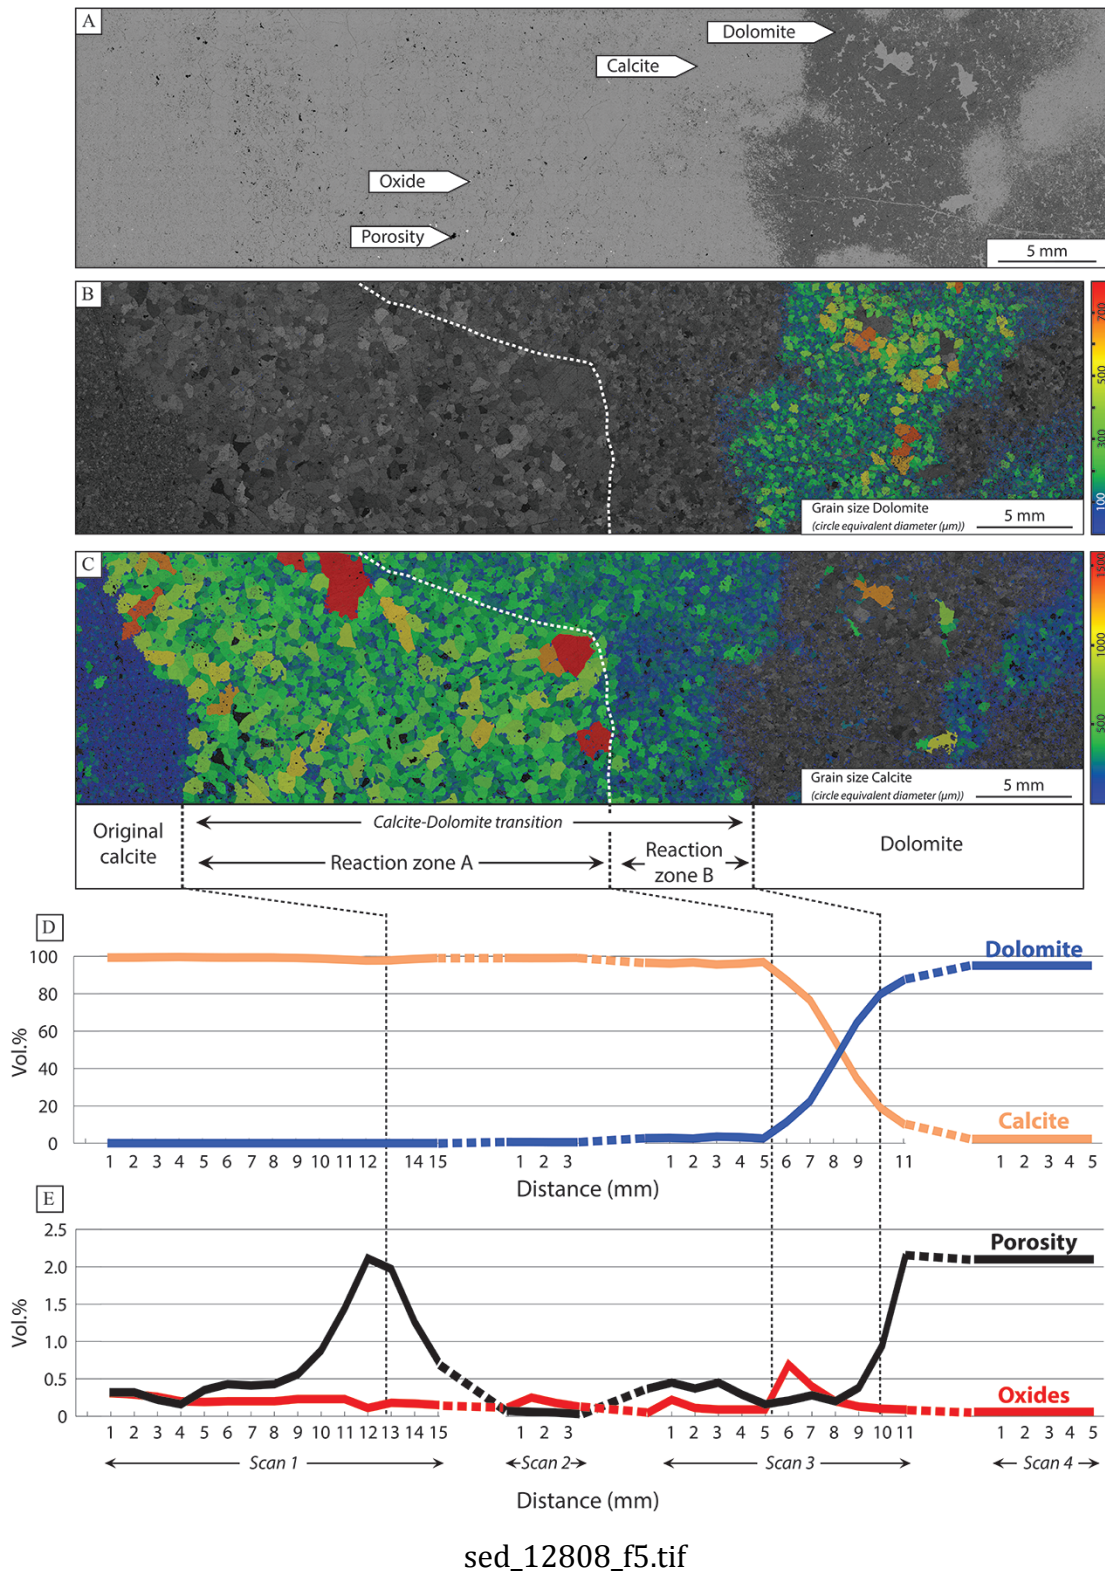 A
Dolomite
Calcite
Oxide
Porosity
5 mm
B
700
500
300
100
Grain size Dolomite
(circle equivalent diameter (µm))
5 mm
C
1500
1000
500
Grain size Calcite
(circle equivalent diameter (µm))
5 mm
Original
calcite
Calcite-Dolomite transition
Reaction zone A
Reaction
zone B
Dolomite
D
100
80
60
40
20
0
Vol.%
Dolomite
Calcite
1 2 3 4 5 6 7 8 9 10 11 12 14 15 1 2 3 1 2 3 4 5 6 7 8 9 11 1 2 3 4 5
Distance (mm)
E
2.5
2.0
1.5
1.0
0.5
0
Vol.%
Porosity
Oxides
1 2 3 4 5 6 7 8 9 10 11 12 13 14 15 1 2 3 1 2 3 4 5 6 7 8 9 10 11 1 2 3 4 5
Scan 1 Scan 2 Scan 3 Scan 4
Distance (mm)
sed_12808_f5.tif